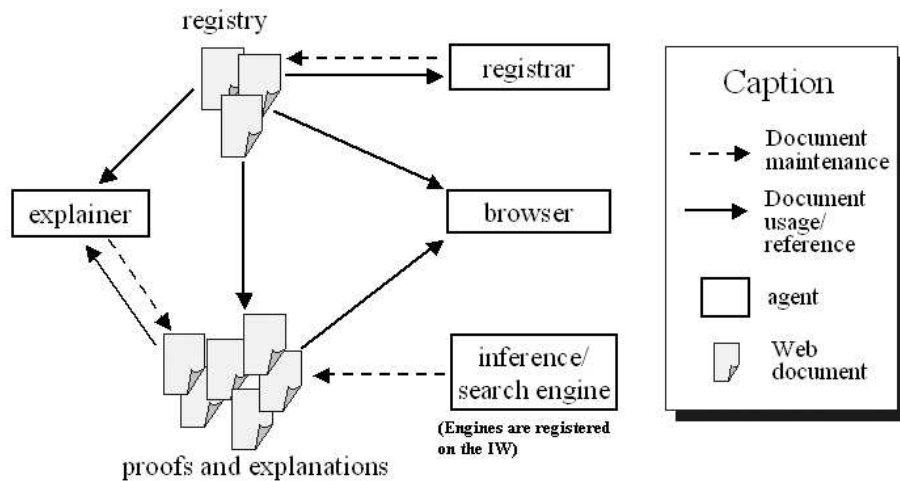 registry
registrar
explainer
browser
inference/
search engine
(Engines are registered
on the IW)
proofs and explanations
Caption
Document
maintenance
Document
usage/
reference
agent
Web
document